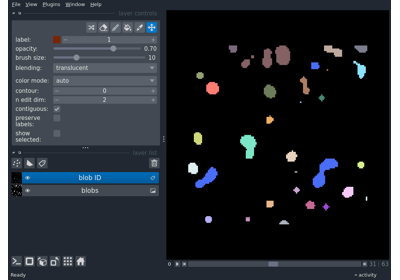 File View Plugins Window Help
layer controls
label: 1
opacity: 0.70
brush size: 10
blending: translucent
color mode: auto
contour: 0
n edit dim: 2
contiguous:
preserve
labels:
show
selected:
layer list
blob ID
blobs
0 31 63
Ready activity